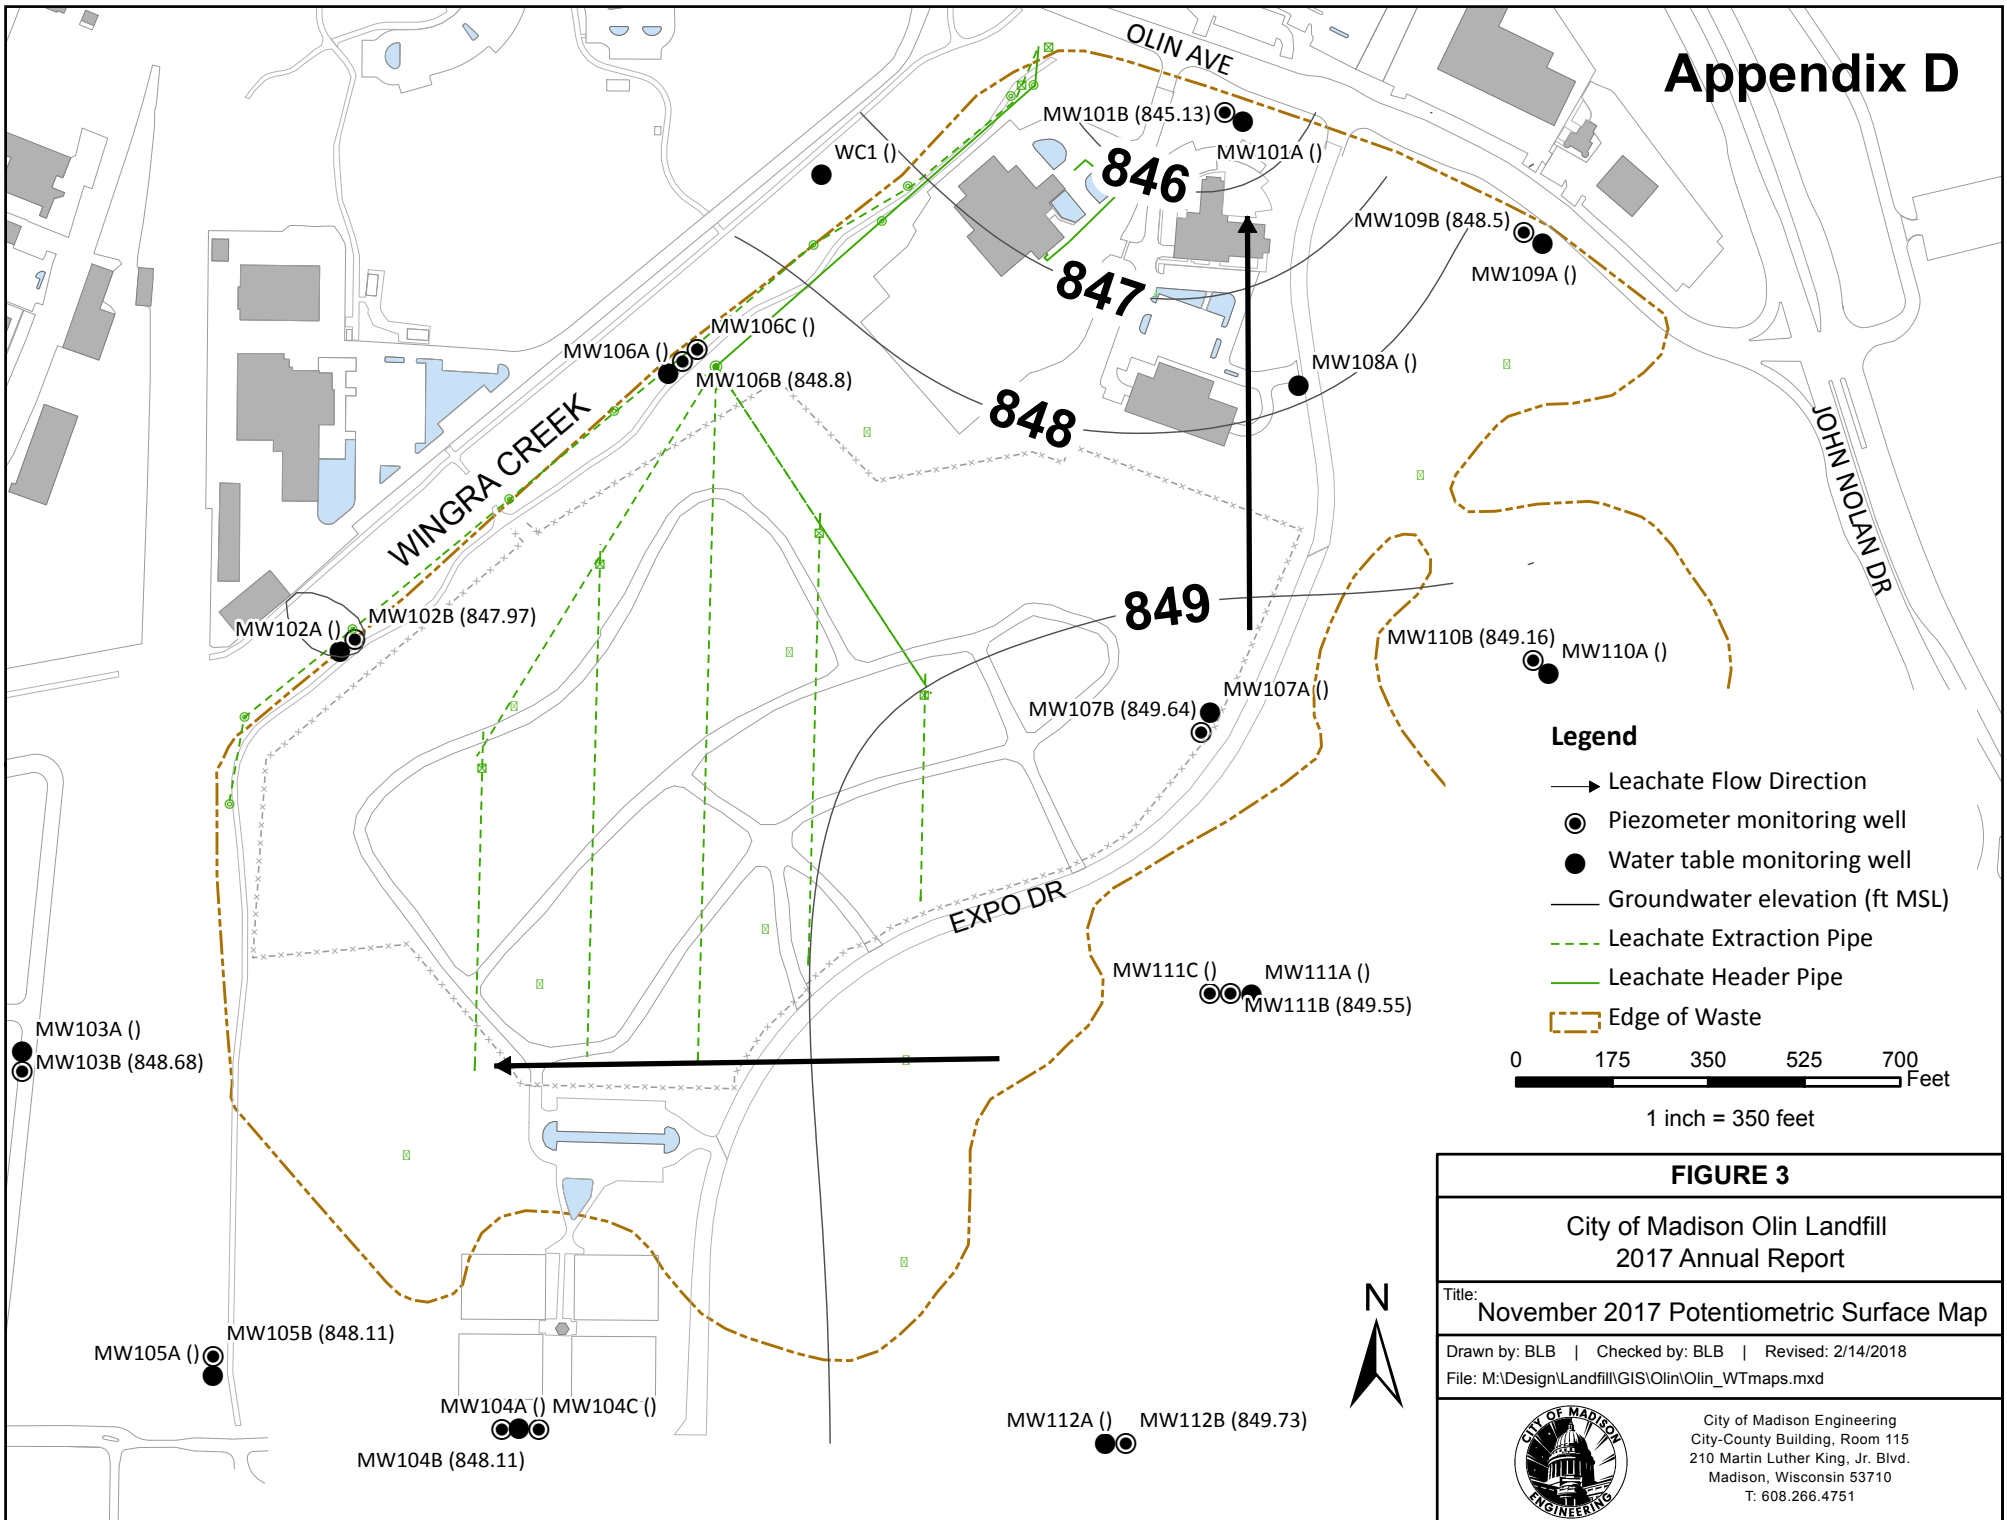 Appendix D
OLIN AVE
MW101B (845.13)
MW101A ()
WC1 ()
846
MW109B (848.5)
MW109A ()
847
MW106C ()
MW106A ()
MW106B (848.8)
MW108A ()
848
WINGRA CREEK
JOHN NOLAN DR
849
MW102A ()
MW102B (847.97)
MW110B (849.16)
MW110A ()
MW107A ()
MW107B (849.64)
EXPO DR
MW111C ()
MW111A ()
MW111B (849.55)
MW103A ()
MW103B (848.68)
MW105B (848.11)
MW105A ()
MW104A ()
MW104C ()
MW104B (848.11)
MW112A ()
MW112B (849.73)
Legend
Leachate Flow Direction
Piezometer monitoring well
Water table monitoring well
Groundwater elevation (ft MSL)
Leachate Extraction Pipe
Leachate Header Pipe
Edge of Waste
0 175 350 525 700
Feet
1 inch = 350 feet
N
FIGURE 3
City of Madison Olin Landfill
2017 Annual Report
Title:
November 2017 Potentiometric Surface Map
Drawn by: BLB | Checked by: BLB | Revised: 2/14/2018
File: M:\Design\Landfill\GIS\Olin\Olin_WTmaps.mxd
CITY OF MADISON
ENGINEERING
City of Madison Engineering
City-County Building, Room 115
210 Martin Luther King, Jr. Blvd.
Madison, Wisconsin 53710
T: 608.266.4751